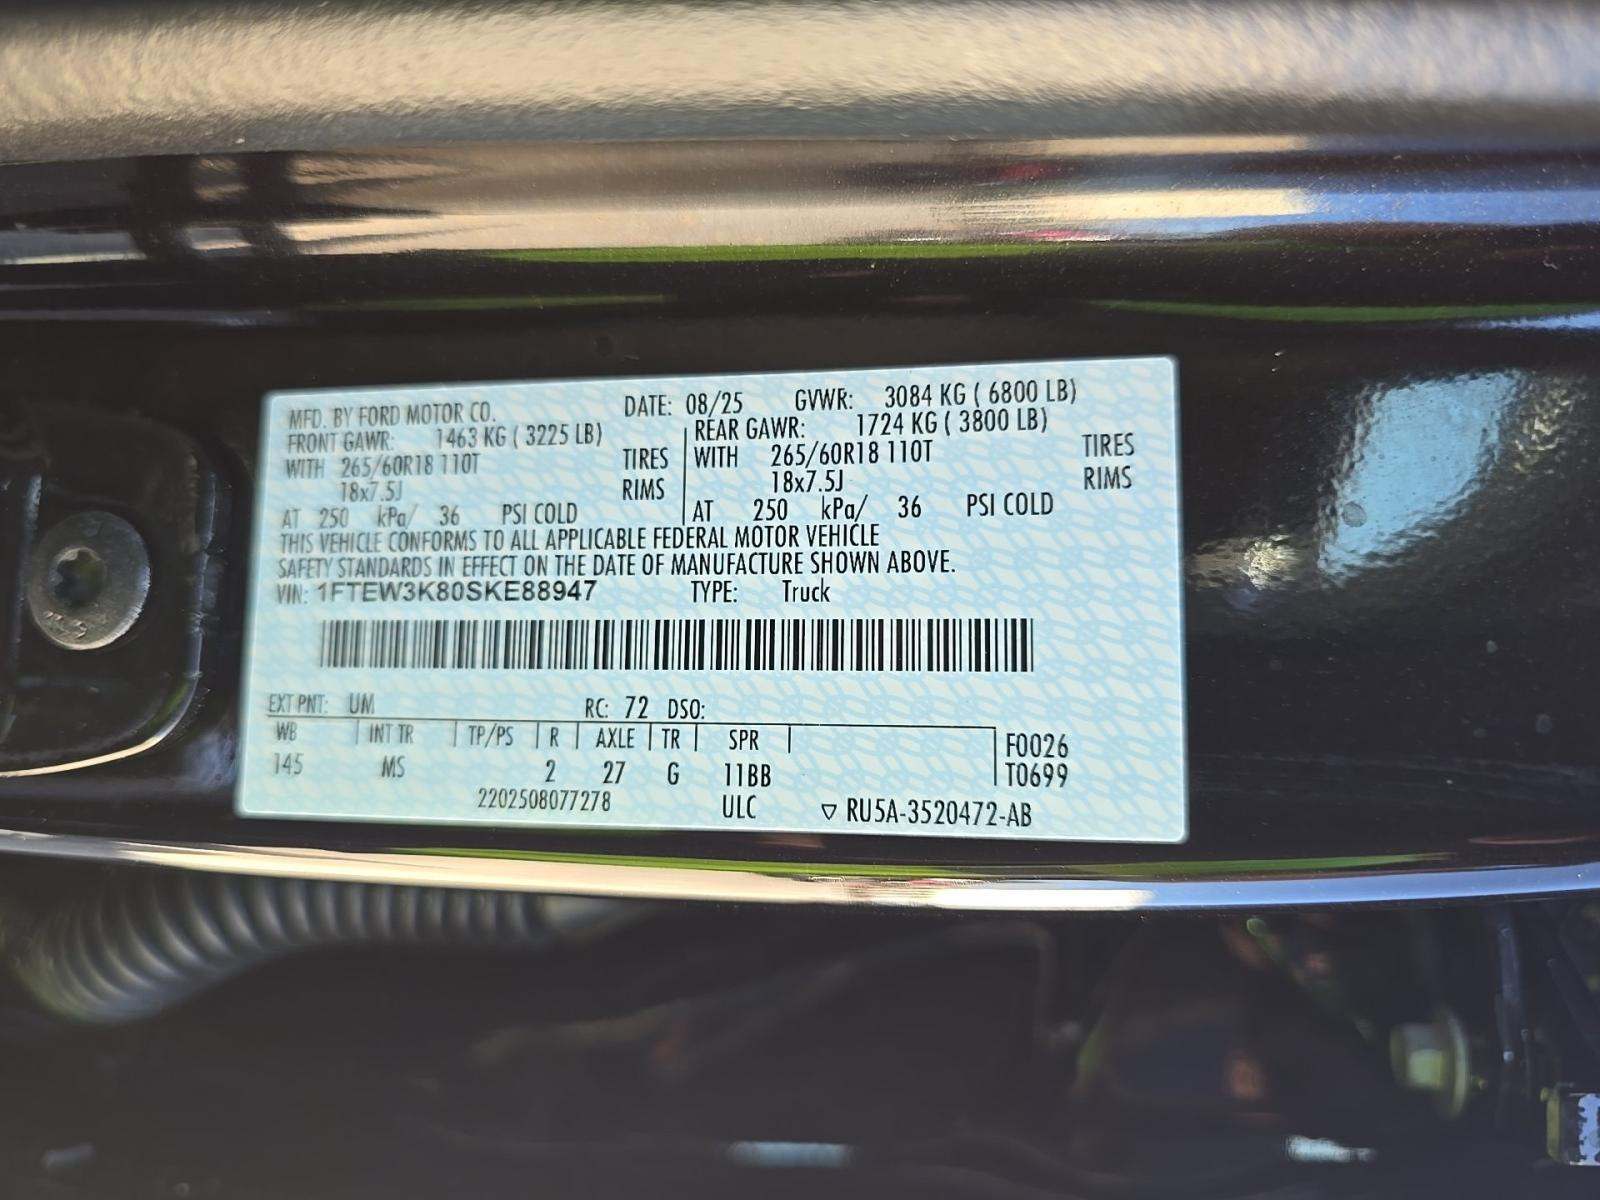 MFD. BY FORD MOTOR CO. DATE: 08/25 GVWR: 3084 KG ( 6800 LB)
FRONT GAWR: 1463 KG ( 3225 LB) REAR GAWR: 1724 KG ( 3800 LB)
WITH 265/60R18 110T TIRES WITH 265/60R18 110T TIRES
18x7.5J RIMS 18x7.5J RIMS
AT 250 kPa/ 36 PSI COLD AT 250 kPa/ 36 PSI COLD
THIS VEHICLE CONFORMS TO ALL APPLICABLE FEDERAL MOTOR VEHICLE
SAFETY STANDARDS IN EFFECT ON THE DATE OF MANUFACTURE SHOWN ABOVE.
VIN: 1FTEW3K80SKE88947 TYPE: Truck
EXT PNT: UM RC: 72 DSO:
WB INT TR TP/PS R AXLE TR SPR F0026
145 MS 2 27 G 11BB T0699
2202508077278 ULC ▽ RU5A-3520472-AB